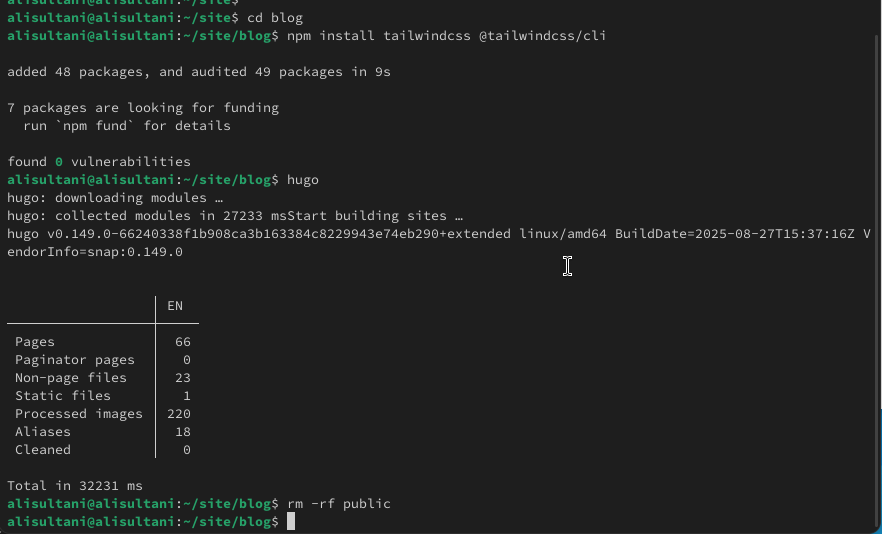 alisultani@alisultani:~/site$
alisultani@alisultani:~/site$ cd blog
alisultani@alisultani:~/site/blog$ npm install tailwindcss @tailwindcss/cli
added 48 packages, and audited 49 packages in 9s
7 packages are looking for funding
  run `npm fund` for details
found 0 vulnerabilities
alisultani@alisultani:~/site/blog$ hugo
hugo: downloading modules …
hugo: collected modules in 27233 msStart building sites …
hugo v0.149.0-66240338f1b908ca3b163384c8229943e74eb290+extended linux/amd64 BuildDate=2025-08-27T15:37:16Z V
endorInfo=snap:0.149.0
EN
Pages 66
Paginator pages 0
Non-page files 23
Static files 1
Processed images 220
Aliases 18
Cleaned 0
Total in 32231 ms
alisultani@alisultani:~/site/blog$ rm -rf public
alisultani@alisultani:~/site/blog$